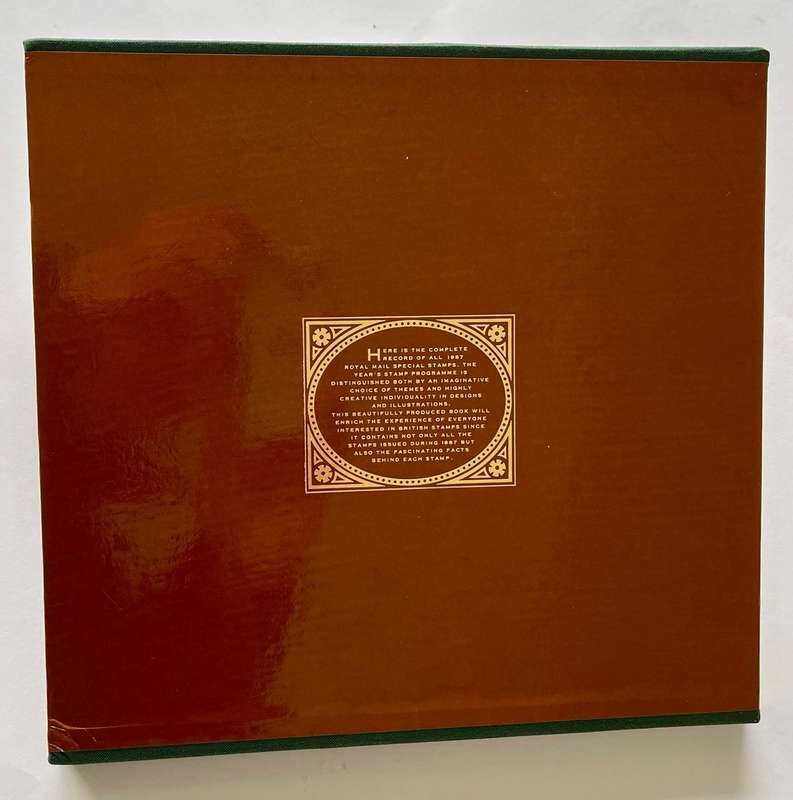 HERE IS THE COMPLETE
RECORD OF ALL 1987
ROYAL MAIL SPECIAL STAMPS. THE
YEAR'S STAMP PROGRAMME IS
DISTINGUISHED BOTH BY AN IMAGINATIVE
CHOICE OF THEMES AND HIGHLY
CREATIVE INDIVIDUALITY IN DESIGNS
AND ILLUSTRATIONS.
THIS BEAUTIFULLY PRODUCED BOOK WILL
ENRICH THE EXPERIENCE OF EVERYONE
INTERESTED IN BRITISH STAMPS SINCE
IT CONTAINS NOT ONLY ALL THE
STAMPS ISSUED DURING 1987 BUT
ALSO THE FASCINATING FACTS
BEHIND EACH STAMP.